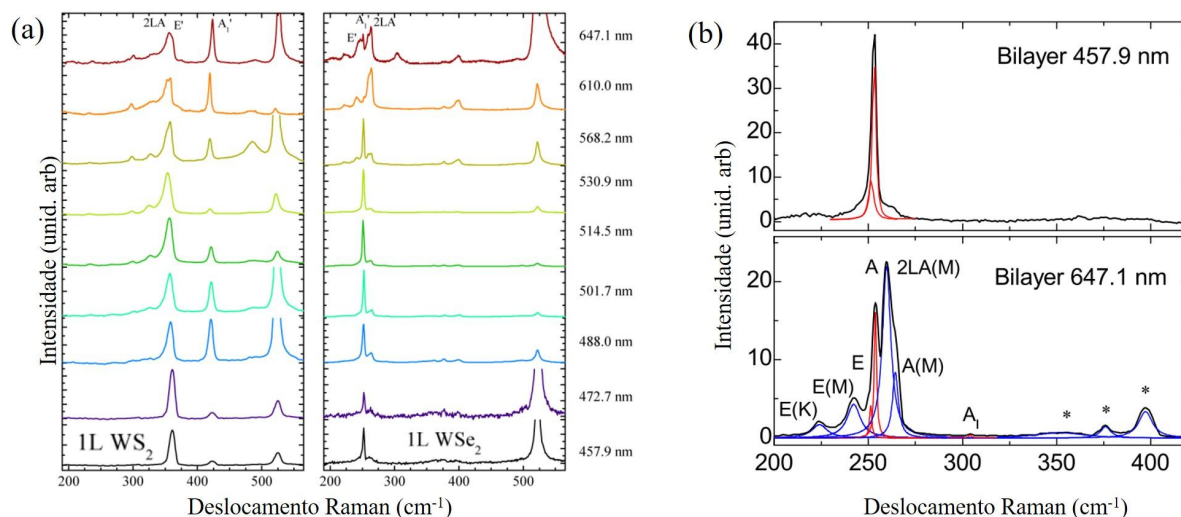 (a)
2LA
E'
A₁'
1L WS₂
200 300 400 500
A₁'
E'
2LA
1L WSe₂
200 300 400 500
647.1 nm
610.0 nm
568.2 nm
530.9 nm
514.5 nm
501.7 nm
488.0 nm
472.7 nm
457.9 nm
Intensidade (unid. arb)
Deslocamento Raman (cm⁻¹)
(b)
Bilayer 457.9 nm
40
30
20
10
0
Bilayer 647.1 nm
20
10
0
E(K)
E(M)
E
A
2LA(M)
A(M)
A₁
*
*
*
200 250 300 350 400
Intensidade (unid. arb)
Deslocamento Raman (cm⁻¹)